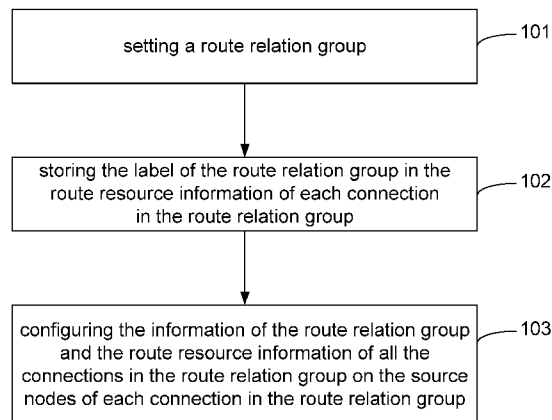 setting a route relation group
101
storing the label of the route relation group in the
route resource information of each connection
in the route relation group
102
configuring the information of the route relation group
and the route resource information of all the
connections in the route relation group on the source
nodes of each connection in the route relation group
103